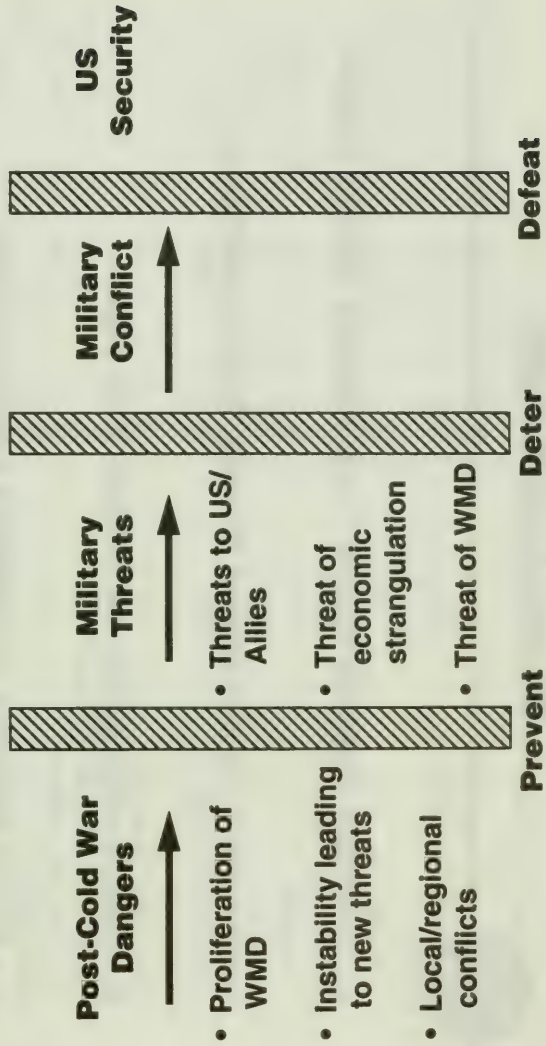 Post-Cold War
Dangers
• Proliferation of
WMD
• Instability leading
to new threats
• Local/regional
conflicts
Prevent
Military
Threats
• Threats to US/
Allies
• Threat of
economic
strangulation
• Threat of WMD
Deter
Military
Conflict
Defeat
US
Security